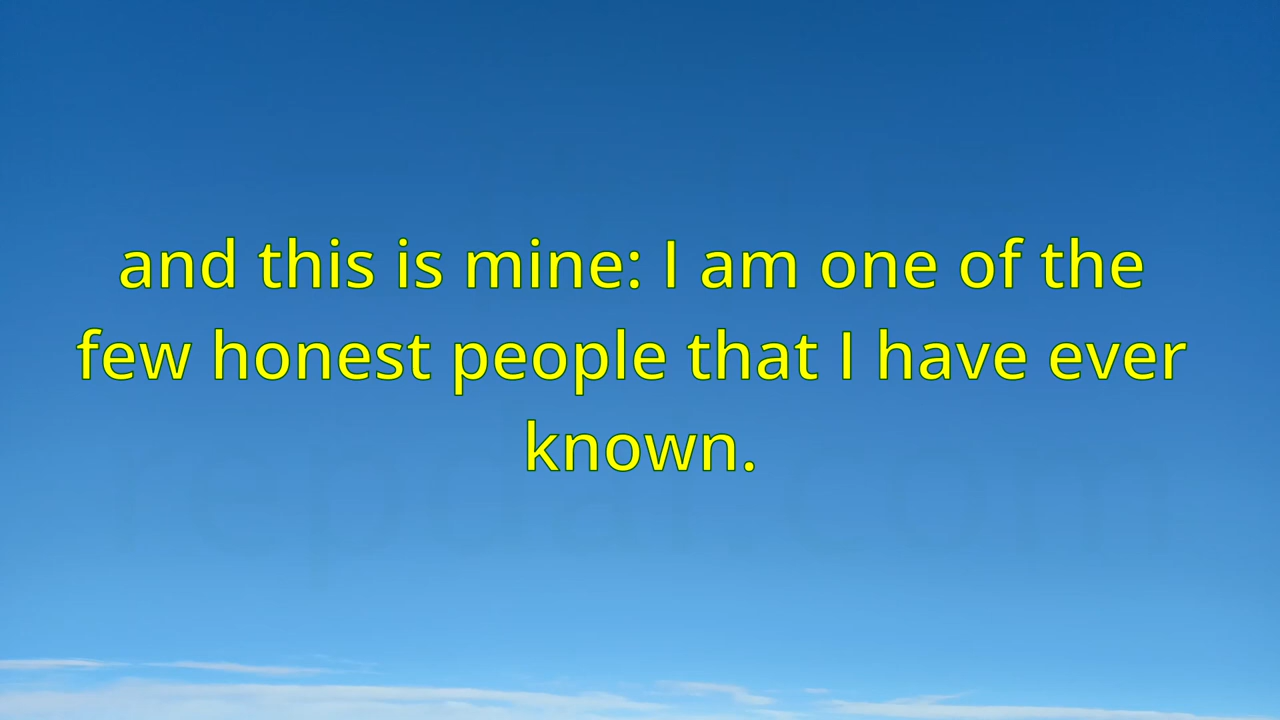 and this is mine: I am one of the
few honest people that I have ever
known.